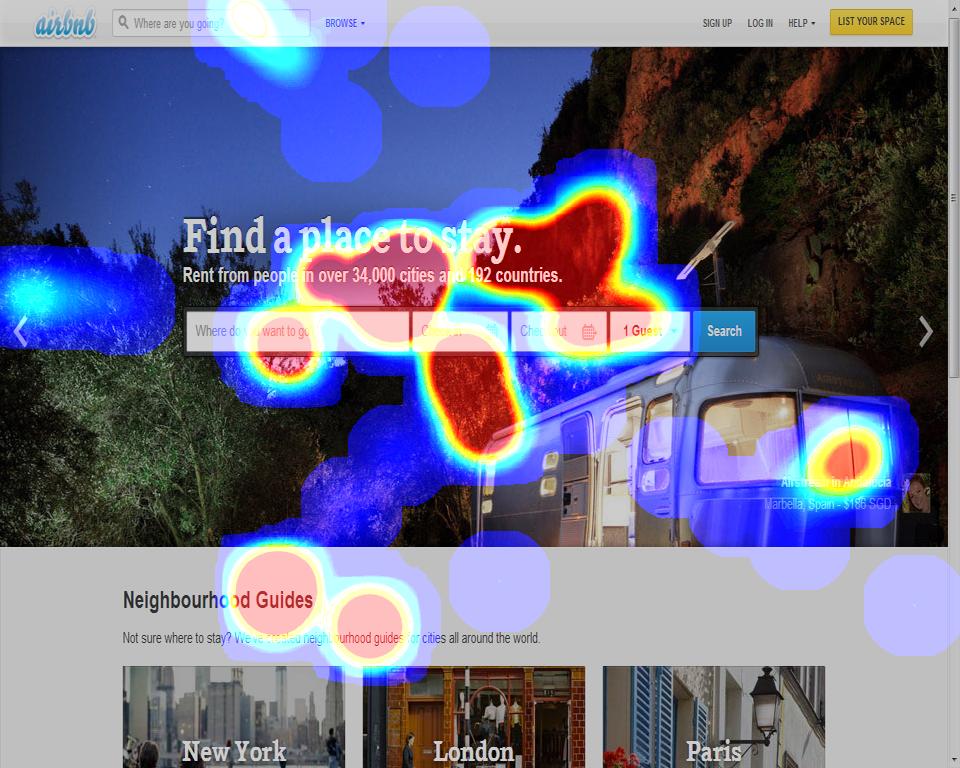 airbnb
Where are you going?
BROWSE
SIGN UP
LOG IN
HELP
LIST YOUR SPACE
Find a place to stay.
Rent from people in over 34,000 cities and 192 countries.
Where do you want to go
Check in
Check out
1 Guest
Search
Airstream in Andalucia
Marbella, Spain - $186 SGD
Neighbourhood Guides
Not sure where to stay? We've created neighbourhood guides for cities all around the world.
New York
London
Paris